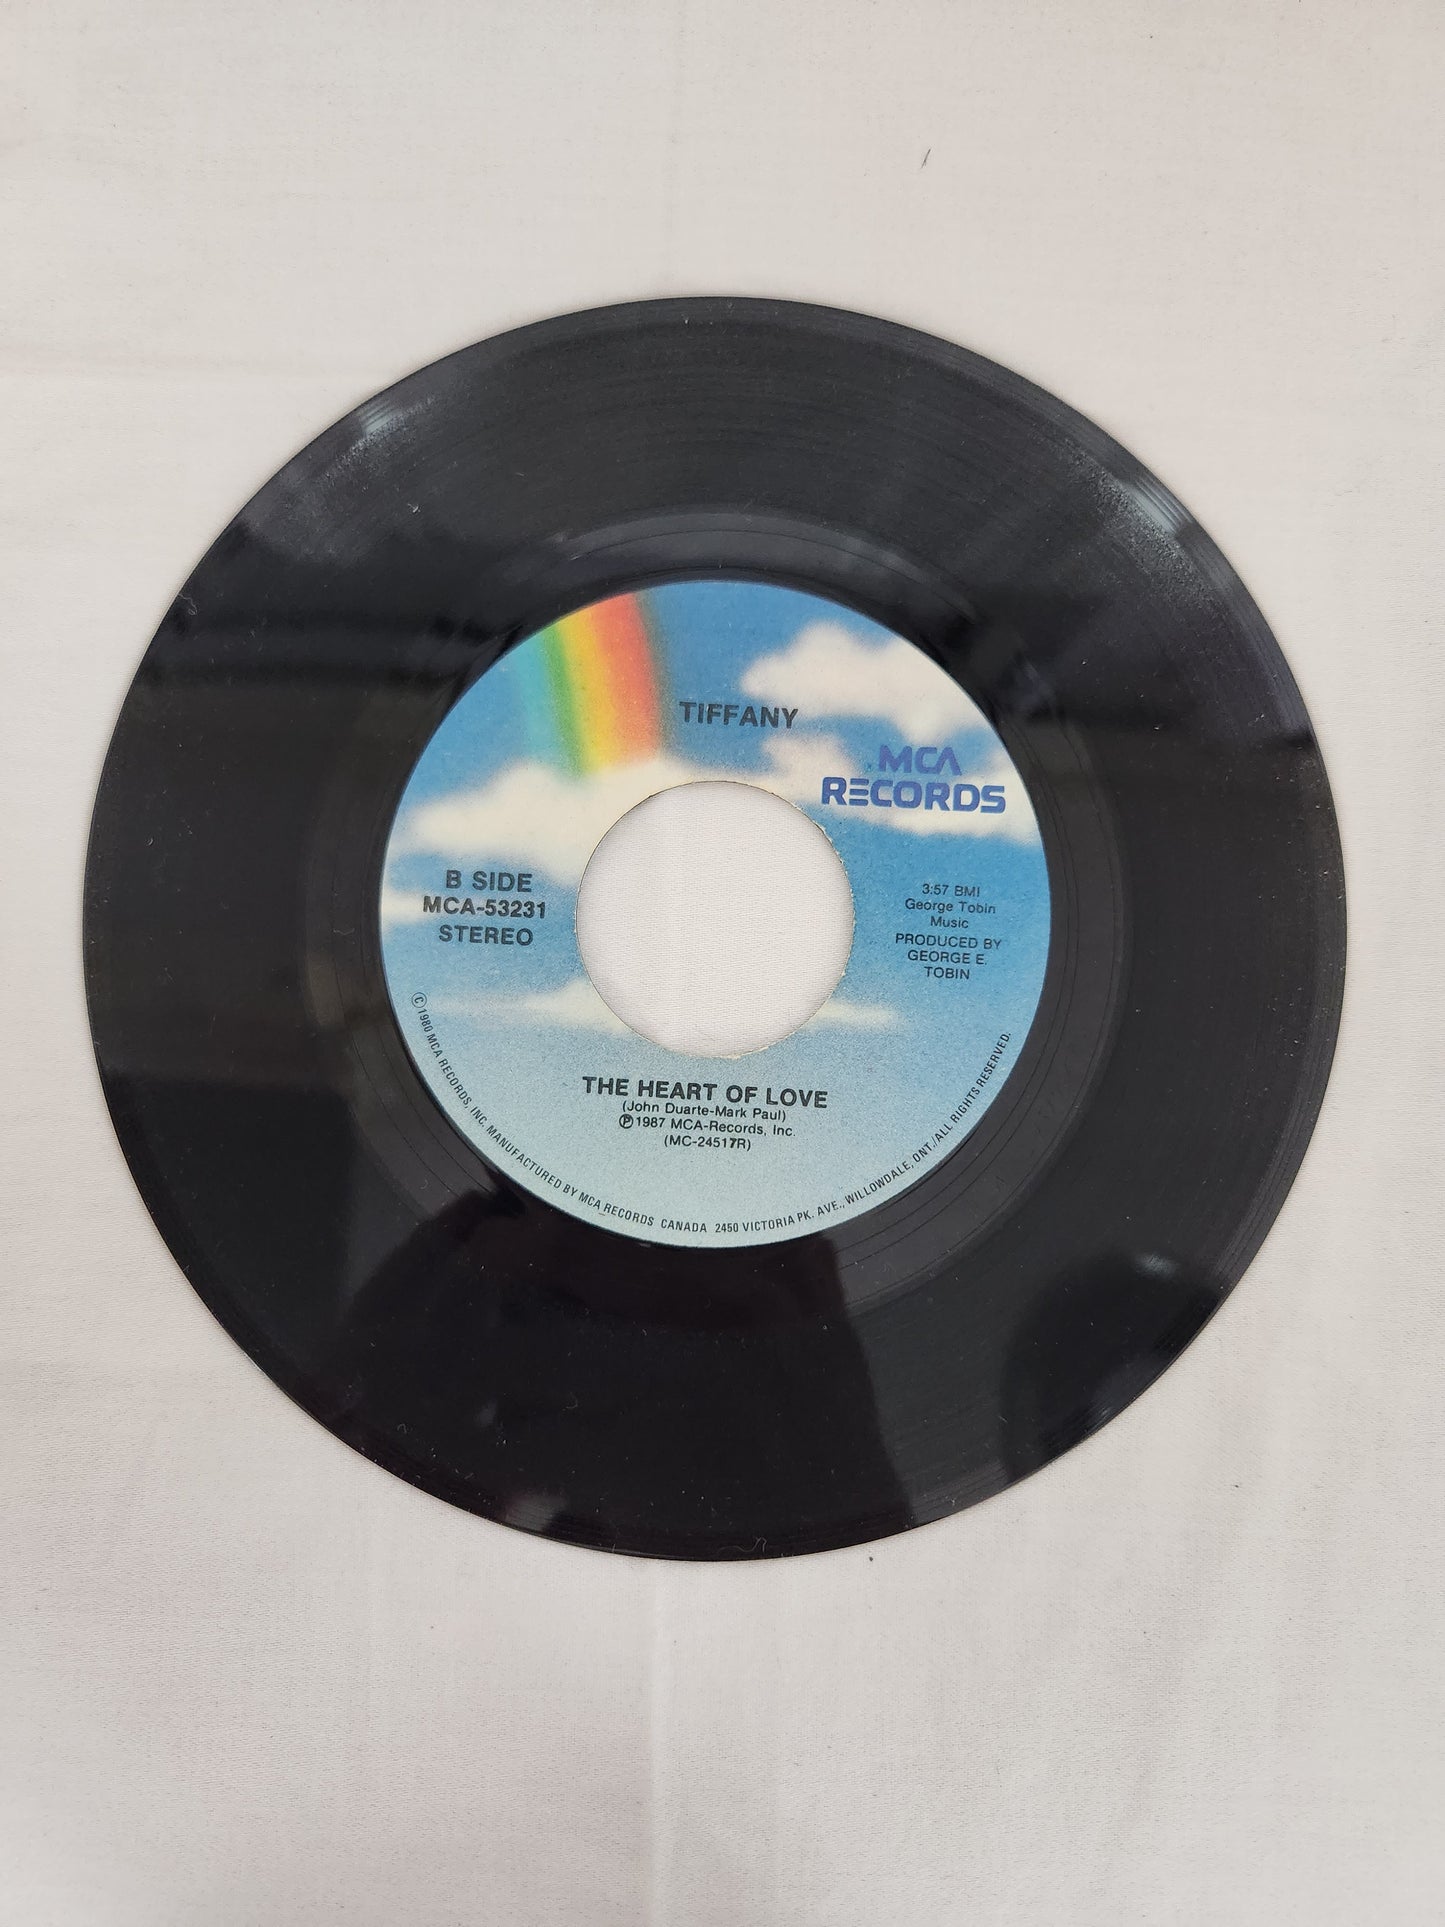 TIFFANY
MCA
RECORDS
B SIDE
MCA-53231
STEREO
3:57 BMI
George Tobin
Music
PRODUCED BY
GEORGE E.
TOBIN
THE HEART OF LOVE
(John Duarte-Mark Paul)
℗ 1987 MCA-Records, Inc.
(MC-24517R)
© 1980 MCA RECORDS, INC. MANUFACTURED BY MCA RECORDS CANADA 2450 VICTORIA PK. AVE., WILLOWDALE, ONT./ALL RIGHTS RESERVED.